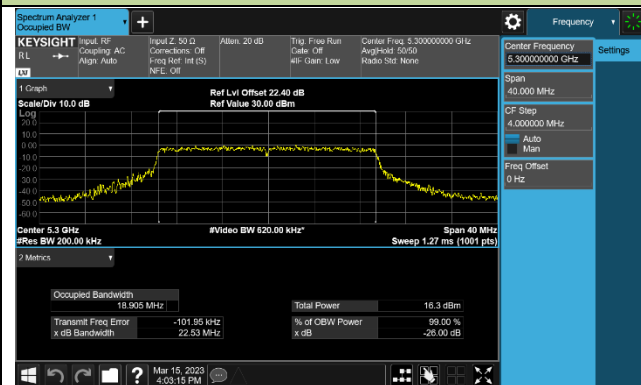 Spectrum Analyzer 1
Occupied BW
Frequency
KEYSIGHT
RL
Input: RF
Coupling: AC
Align: Auto
Input Z: 50 Ω
Corrections: Off
Freq Ref: Int (S)
NFE: Off
Atten: 20 dB
Trig: Free Run
Gate: Off
#IF Gain: Low
Center Freq: 5.300000000 GHz
Avg|Hold: 50/50
Radio Std: None
Center Frequency
5.300000000 GHz
Settings
Span
40.000 MHz
CF Step
4.000000 MHz
Auto
Man
Freq Offset
0 Hz
1 Graph
Scale/Div 10.0 dB
Ref Lvl Offset 22.40 dB
Ref Value 30.00 dBm
Log
20.0
10.0
0.00
-10.0
-20.0
-30.0
-40.0
-50.0
-60.0
Center 5.3 GHz
#Res BW 200.00 kHz
#Video BW 620.00 kHz*
Span 40 MHz
Sweep 1.27 ms (1001 pts)
2 Metrics
Occupied Bandwidth
18.905 MHz
Total Power 16.3 dBm
Transmit Freq Error -101.95 kHz
% of OBW Power 99.00 %
x dB Bandwidth 22.53 MHz
x dB -26.00 dB
?
Mar 15, 2023
4:03:15 PM